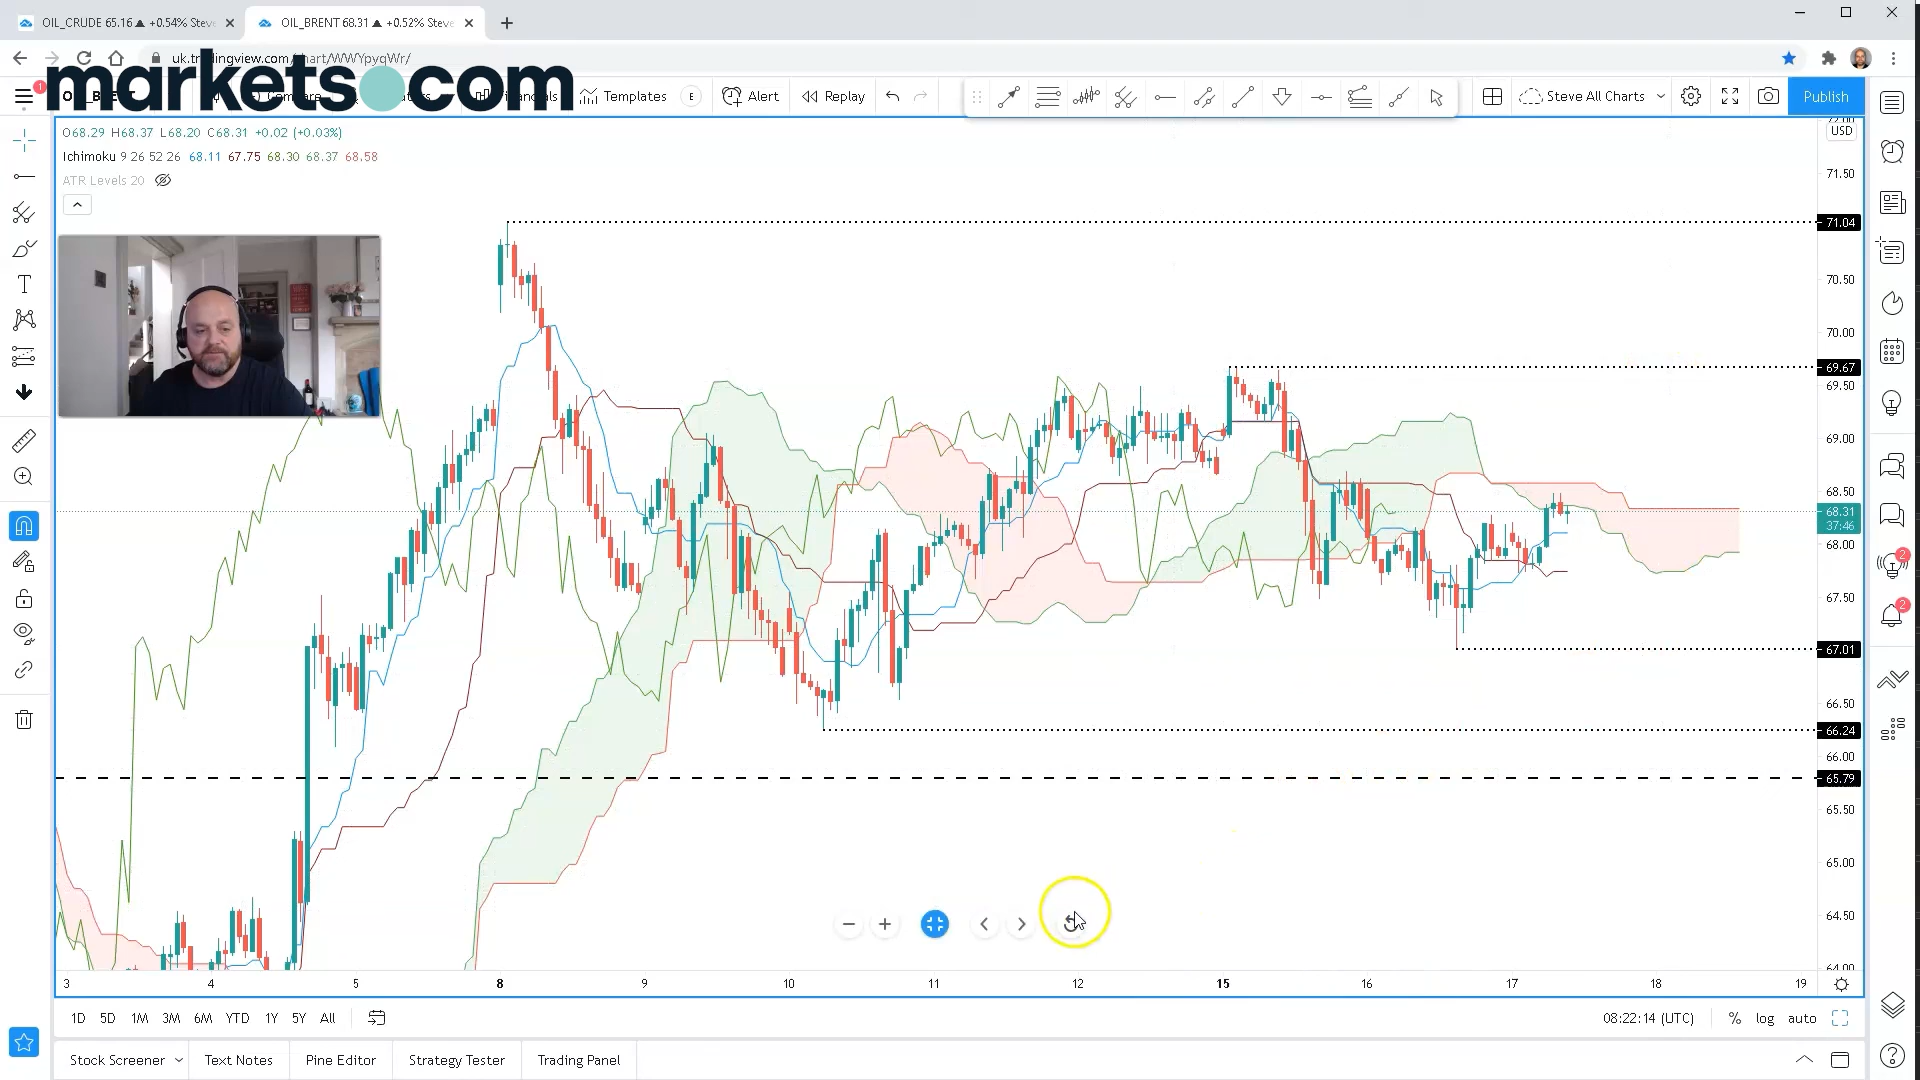 OIL_CRUDE 65.16 ▲ +0.54% Steve
OIL_BRENT 68.31 ▲ +0.52% Steve
uk.tradingview.com/chart/WWYpyqWr/
markets.com
1
Compare
Financials
Templates
E
Alert
Replay
Steve All Charts
Publish
O68.29 H68.37 L68.20 C68.31 +0.02 (+0.03%)
Ichimoku 9 26 52 26 68.11 67.75 68.30 68.37 68.58
ATR Levels 20
USD
71.50
71.04
70.50
70.00
69.67
69.50
69.00
68.50
68.31
37:46
68.00
67.50
67.01
66.50
66.24
66.00
65.79
65.50
65.00
64.50
64.00
2
2
3 4 5 8 9 10 11 12 15 16 17 18 19
1D 5D 1M 3M 6M YTD 1Y 5Y All
08:22:14 (UTC) % log auto
Stock Screener Text Notes Pine Editor Strategy Tester Trading Panel